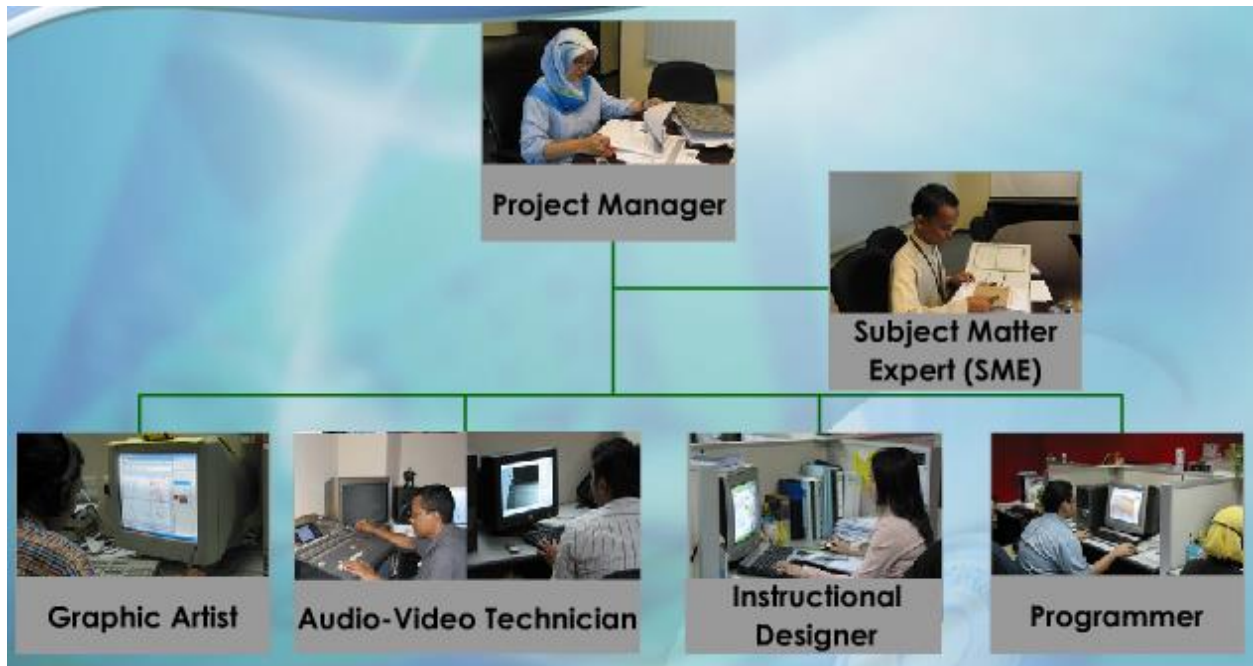 Project Manager
Subject Matter
Expert (SME)
Graphic Artist
Audio-Video Technician
Instructional
Designer
Programmer